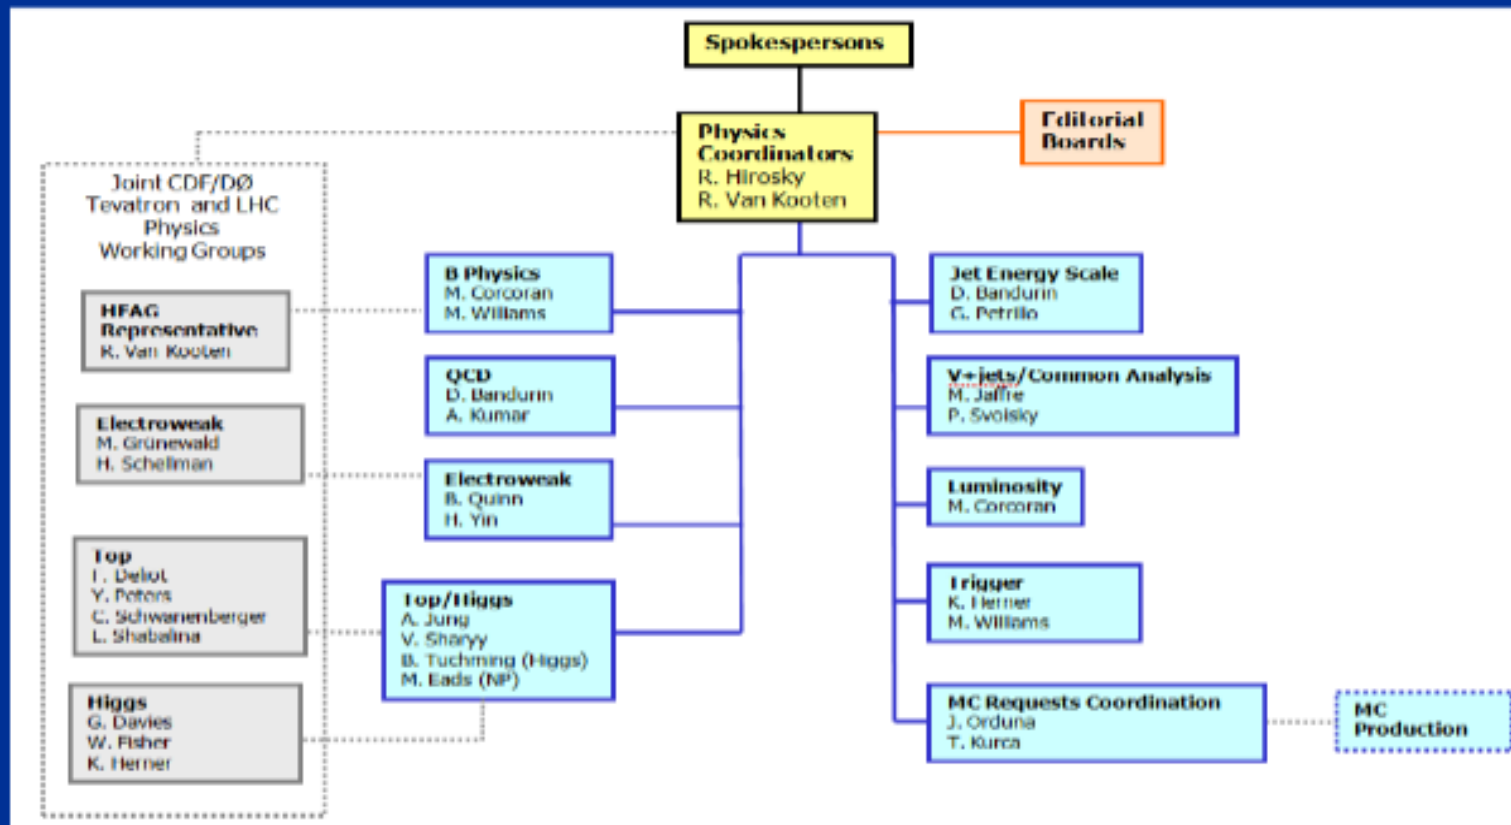 Spokespersons
Physics
Coordinators
R. Hirosky
R. Van Kooten
Editorial
Boards
Joint CDF/DØ
Tevatron and LHC
Physics
Working Groups
HFAG
Representative
R. Van Kooten
Electroweak
M. Grünewald
H. Schellman
Top
F. Deliot
Y. Peters
C. Schwanenberger
L. Shabalina
Higgs
G. Davies
W. Fisher
K. Herner
B Physics
M. Corcoran
M. Williams
QCD
D. Bandurin
A. Kumar
Electroweak
B. Quinn
H. Yin
Top/Higgs
A. Jung
V. Sharyy
B. Tuchming (Higgs)
M. Eads (NP)
Jet Energy Scale
D. Bandurin
G. Petrillo
V+jets/Common Analysis
M. Jaffre
P. Svoisky
Luminosity
M. Corcoran
Trigger
K. Herner
M. Williams
MC Requests Coordination
J. Orduna
T. Kurca
MC
Production